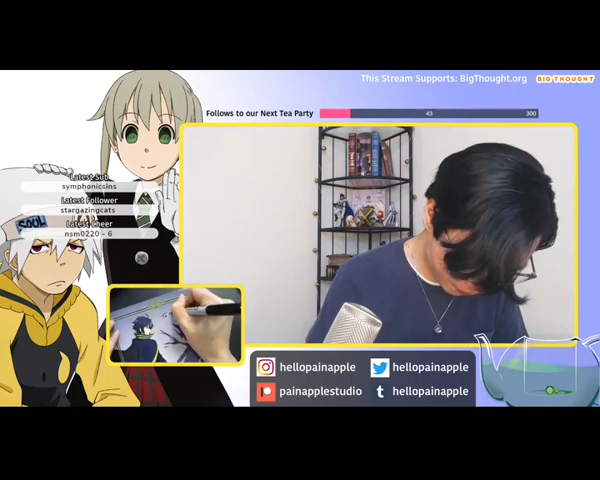 This Stream Supports: BigThought.org
BIG THOUGHT
Follows to our Next Tea Party
43
300
Latest Sub
symphonicsins
Latest Follower
stargazingcats
Latest Cheer
nsm0220 - 6
SOUL
hellopainapple
hellopainapple
painapplestudio
hellopainapple